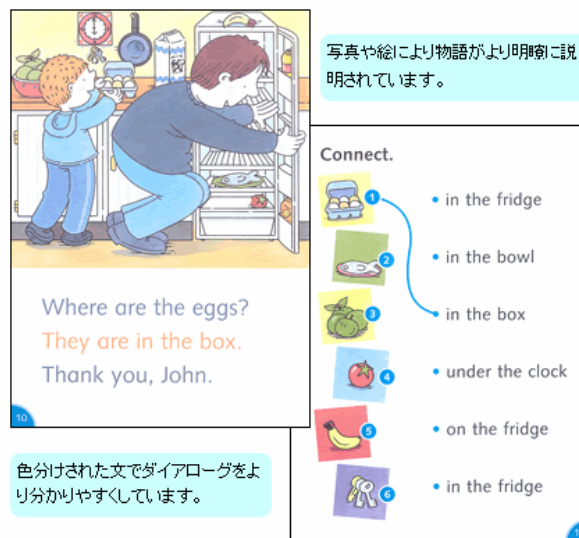 写真や絵により物語がより明瞭に説
明されています。
Where are the eggs?
They are in the box.
Thank you, John.
10
色分けされた文でダイアローグをよ
り分かりやすくしています。
Connect.
1
in the fridge
2
in the bowl
3
in the box
4
under the clock
5
on the fridge
6
in the fridge